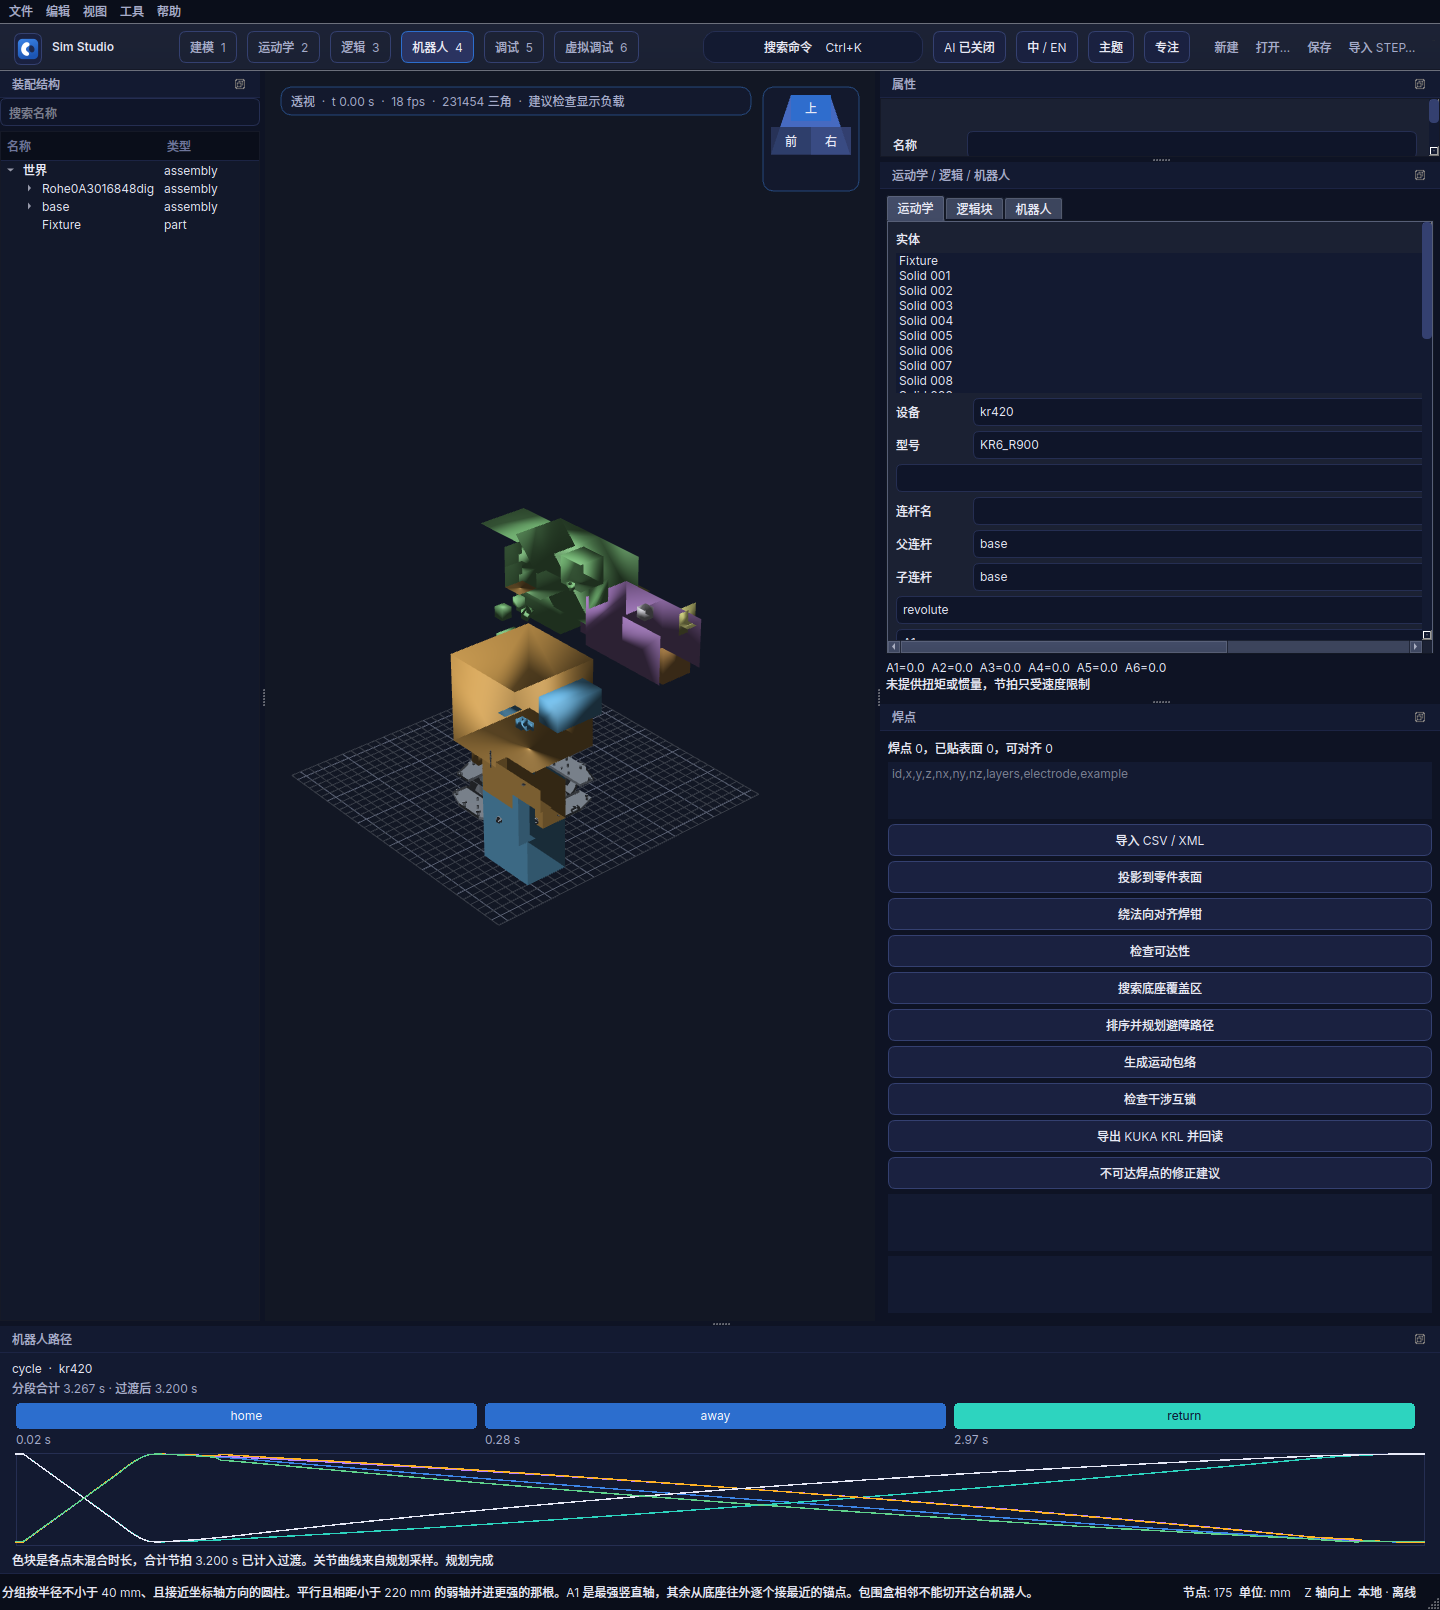 文件 编辑 视图 工具 帮助
Sim Studio 建模 1 运动学 2 逻辑 3 机器人 4 调试 5 虚拟调试 6 搜索命令 Ctrl+K AI 已关闭 中 / EN 主题 专注 新建 打开... 保存 导入 STEP...
装配结构
搜索名称
名称 类型
世界 assembly
Rohe0A3016848dig assembly
base assembly
Fixture part
透视 · t 0.00 s · 18 fps · 231454 三角 · 建议检查显示负载
上
前 右
属性
名称
运动学 / 逻辑 / 机器人
运动学 逻辑块 机器人
实体
Fixture
Solid 001
Solid 002
Solid 003
Solid 004
Solid 005
Solid 006
Solid 007
Solid 008
设备 kr420
型号 KR6_R900
连杆名
父连杆 base
子连杆 base
revolute
A1=0.0 A2=0.0 A3=0.0 A4=0.0 A5=0.0 A6=0.0
未提供扭矩或惯量，节拍只受速度限制
焊点
焊点 0，已贴表面 0，可对齐 0
id,x,y,z,nx,ny,nz,layers,electrode,example
导入 CSV / XML
投影到零件表面
绕法向对齐焊钳
检查可达性
搜索底座覆盖区
排序并规划避障路径
生成运动包络
检查干涉互锁
导出 KUKA KRL 并回读
不可达焊点的修正建议
机器人路径
cycle · kr420
分段合计 3.267 s · 过渡后 3.200 s
home away return
0.02 s 0.28 s 2.97 s
色块是各点未混合时长，合计节拍 3.200 s 已计入过渡。关节曲线来自规划采样。规划完成
分组按半径不小于 40 mm、且接近坐标轴方向的圆柱。平行且相距小于 220 mm 的弱轴并进更强的那根。A1 是最强竖直轴，其余从底座往外逐个接最近的锚点。包围盒相邻不能切开这台机器人。 节点: 175 单位: mm Z 轴向上 本地 · 离线